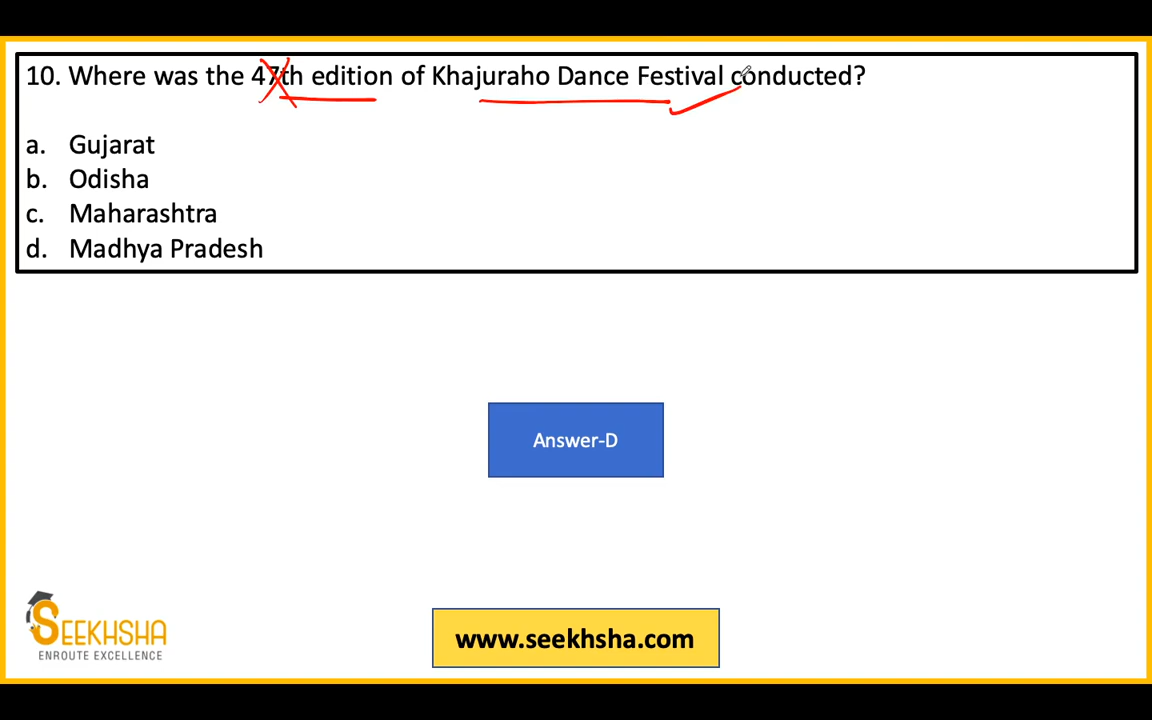 10. Where was the 47th edition of Khajuraho Dance Festival conducted?
a. Gujarat
b. Odisha
c. Maharashtra
d. Madhya Pradesh
Answer-D
SEEKHSHA
ENROUTE EXCELLENCE
www.seekhsha.com